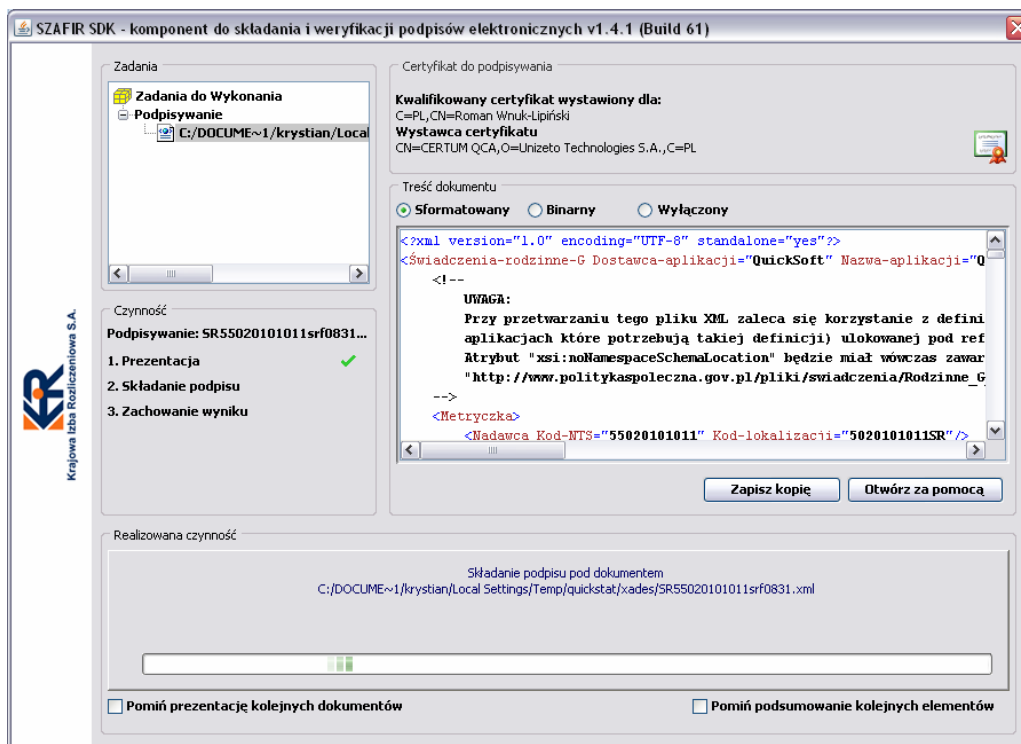 SZAFIR SDK - komponent do składania i weryfikacji podpisów elektronicznych v1.4.1 (Build 61)
Krajowa Izba Rozliczeniowa S.A.
Zadania
Zadania do Wykonania
Podpisywanie
C:/DOCUME~1/krystian/Local
Czynność
Podpisywanie: SR55020101011srf0831...
1. Prezentacja
2. Składanie podpisu
3. Zachowanie wyniku
Certyfikat do podpisywania
Kwalifikowany certyfikat wystawiony dla:
C=PL,CN=Roman Wnuk-Lipiński
Wystawca certyfikatu
CN=CERTUM QCA,O=Unizeto Technologies S.A.,C=PL
Treść dokumentu
Sformatowany Binarny Wyłączony
<?xml version="1.0" encoding="UTF-8" standalone="yes"?>
<Świadczenia-rodzinne-G Dostawca-aplikacji="QuickSoft" Nazwa-aplikacji="Q
<!--
UWAGA:
Przy przetwarzaniu tego pliku XML zaleca się korzystanie z defini
aplikacjach które potrzebują takiej definicji) ulokowanej pod ref
Atrybut "xsi:noNamespaceSchemaLocation" będzie miał wówczas zawar
"http://www.politykaspoleczna.gov.pl/pliki/swiadczenia/Rodzinne_G
-->
<Metryczka>
<Nadawca Kod-NTS="55020101011" Kod-lokalizacji="5020101011SR"/>
Zapisz kopię Otwórz za pomocą
Realizowana czynność
Składanie podpisu pod dokumentem
C:/DOCUME~1/krystian/Local Settings/Temp/quickstat/xades/SR55020101011srf0831.xml
Pomiń prezentację kolejnych dokumentów Pomiń podsumowanie kolejnych elementów